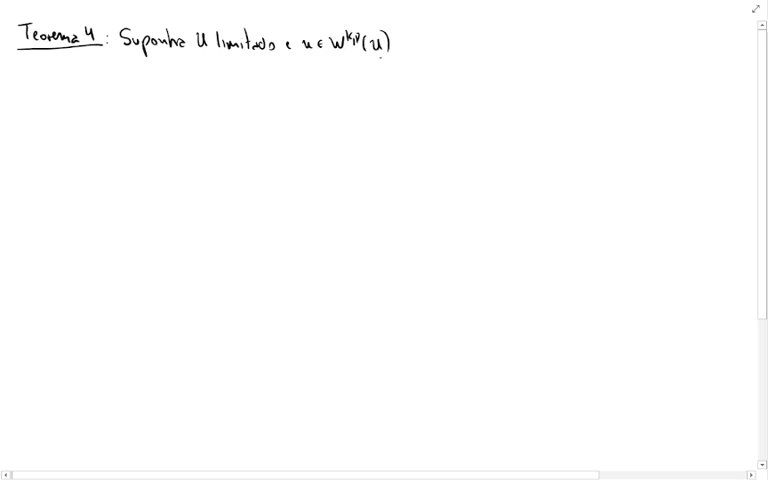 Teorema 4 : Suponha U limitado e u ∈ W^{k,p}(U)